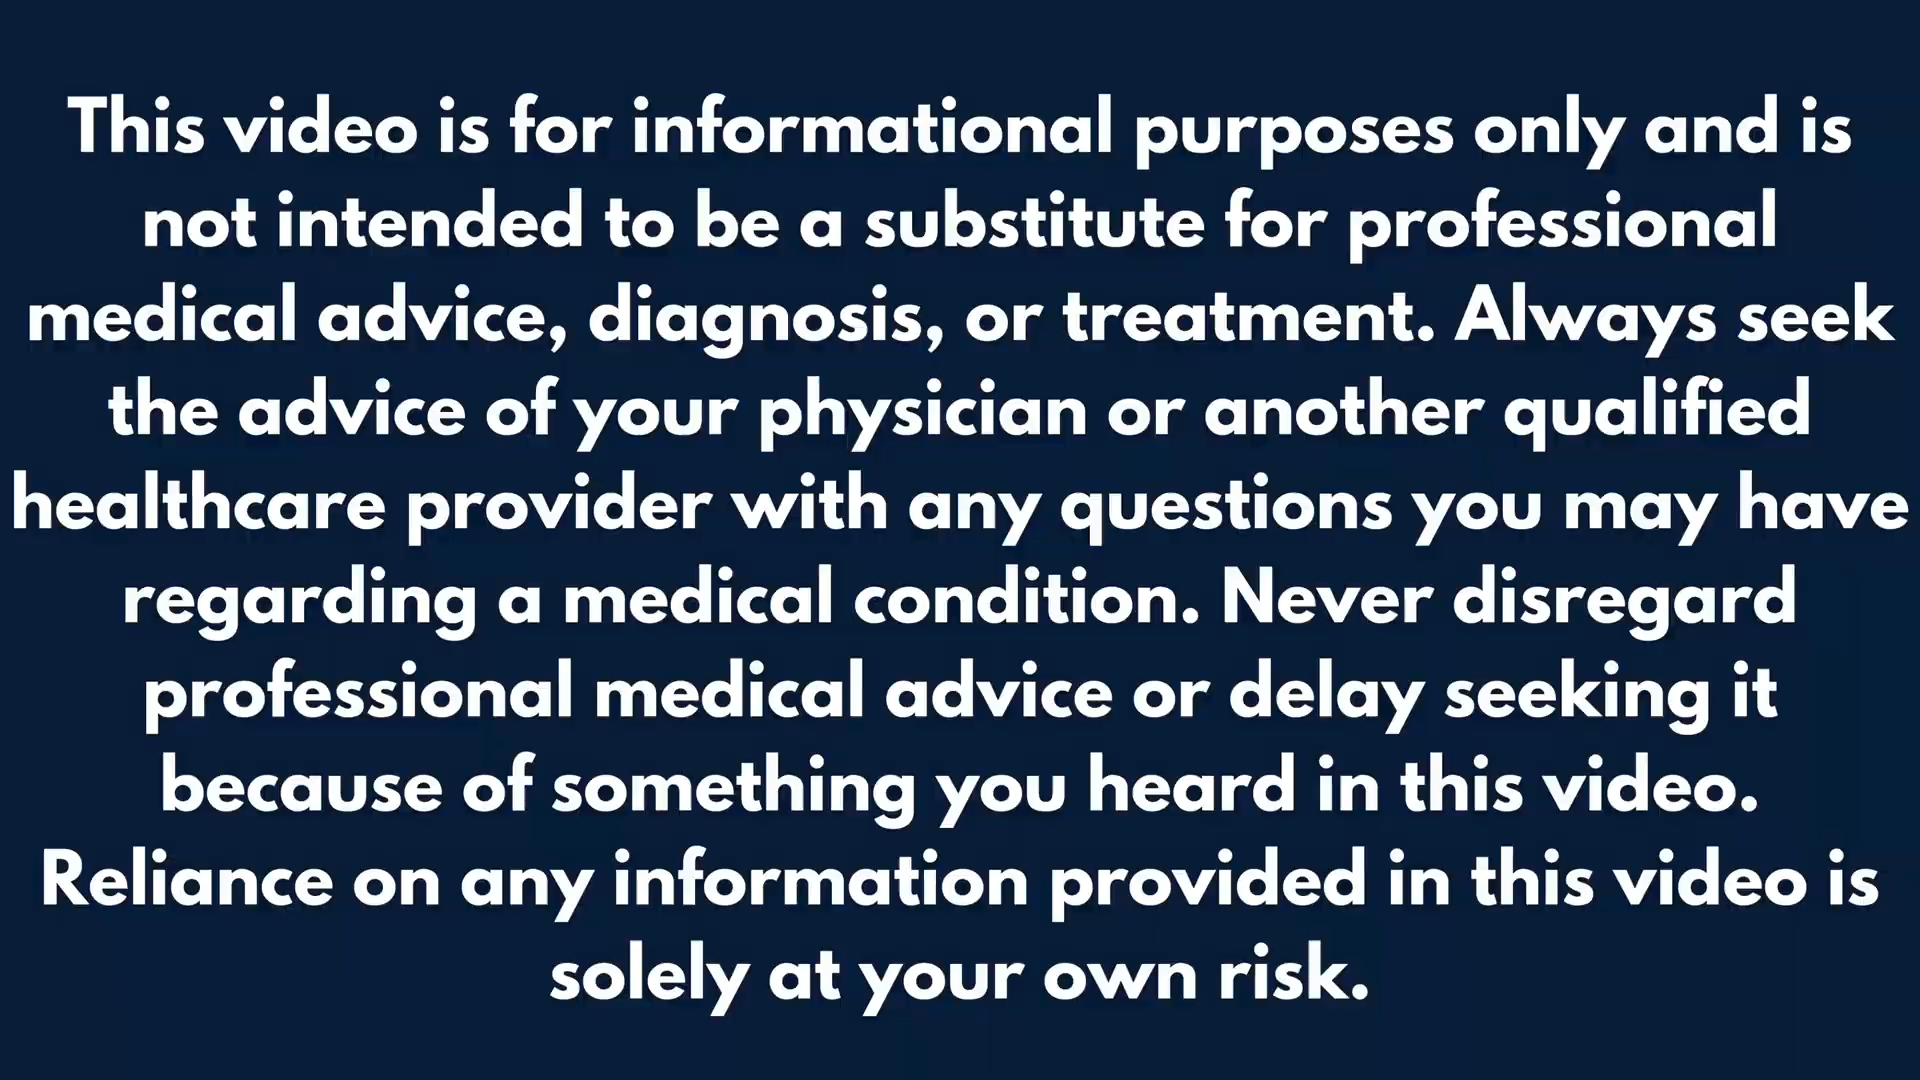 This video is for informational purposes only and is
not intended to be a substitute for professional
medical advice, diagnosis, or treatment. Always seek
the advice of your physician or another qualified
healthcare provider with any questions you may have
regarding a medical condition. Never disregard
professional medical advice or delay seeking it
because of something you heard in this video.
Reliance on any information provided in this video is
solely at your own risk.